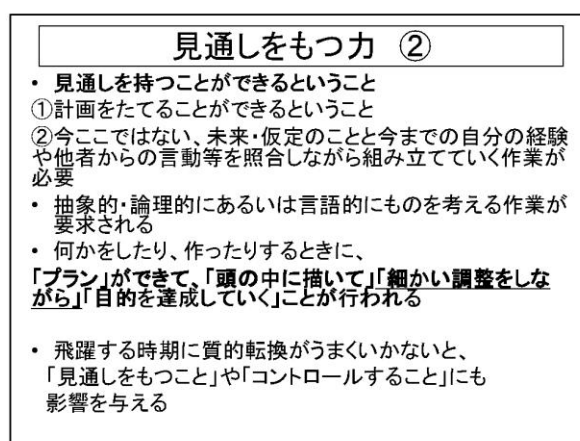 見通しをもつ力 ②
• 見通しを持つことができるということ
①計画をたてることができるということ
②今ここではない、未来・仮定のことと今までの自分の経験
や他者からの言動等を照合しながら組み立てていく作業が
必要
• 抽象的・論理的にあるいは言語的にものを考える作業が
要求される
• 何かをしたり、作ったりするときに、
「プラン」ができて、「頭の中に描いて」「細かい調整をしな
がら」「目的を達成していく」ことが行われる
• 飛躍する時期に質的転換がうまくいかないと、
「見通しをもつこと」や「コントロールすること」にも
影響を与える